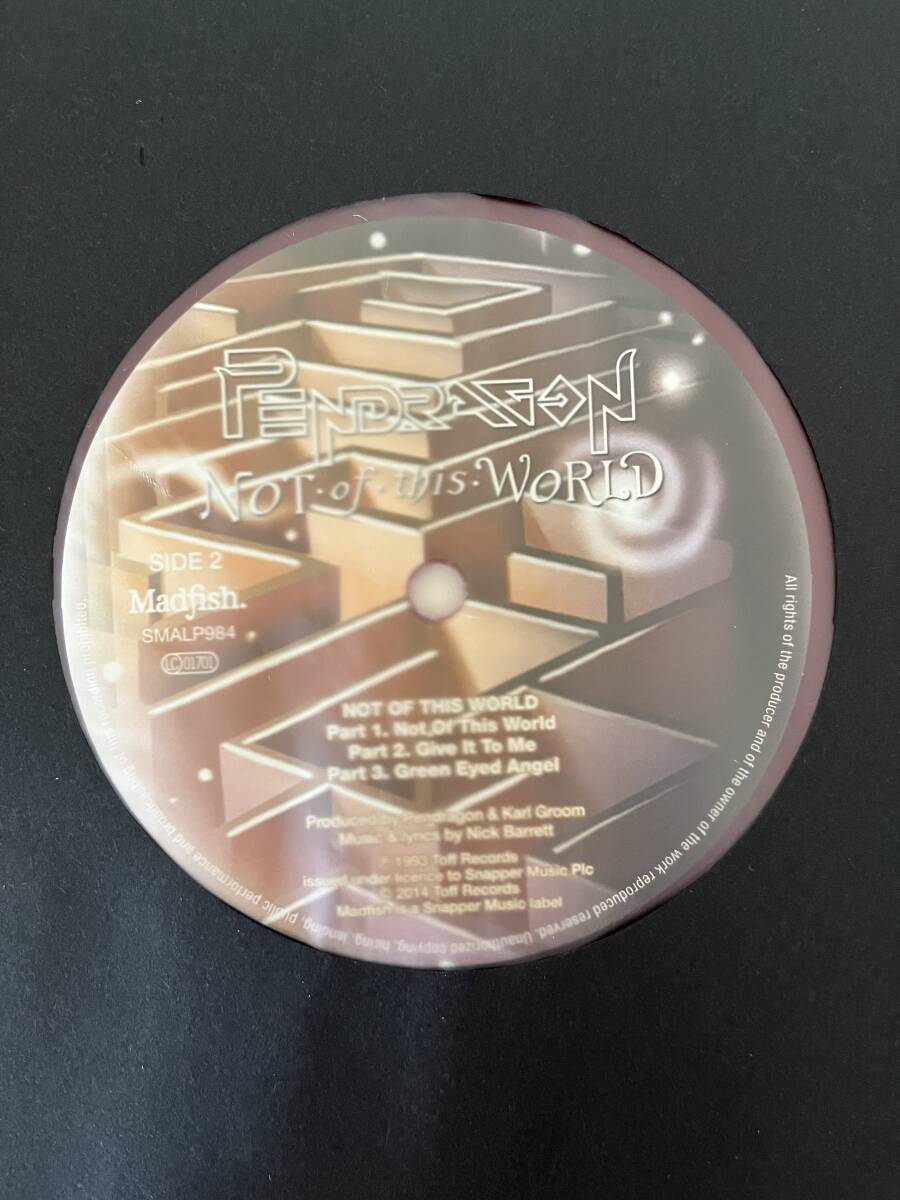 PENDRAGON
NOT·of·this·WORLD
SIDE 2
Madfish.
SMALP984
LC 01701
NOT OF THIS WORLD
Part 1. Not Of This World
Part 2. Give It To Me
Part 3. Green Eyed Angel
Produced by Pendragon & Karl Groom
Music & lyrics by Nick Barrett
℗ 1993 Toff Records
issued under licence to Snapper Music Plc
© 2014 Toff Records
Madfish is a Snapper Music label
All rights of the producer and of the owner of the work reproduced reserved. Unauthorized copying, hiring, lending, public performance and broadcasting of this recording prohibited.